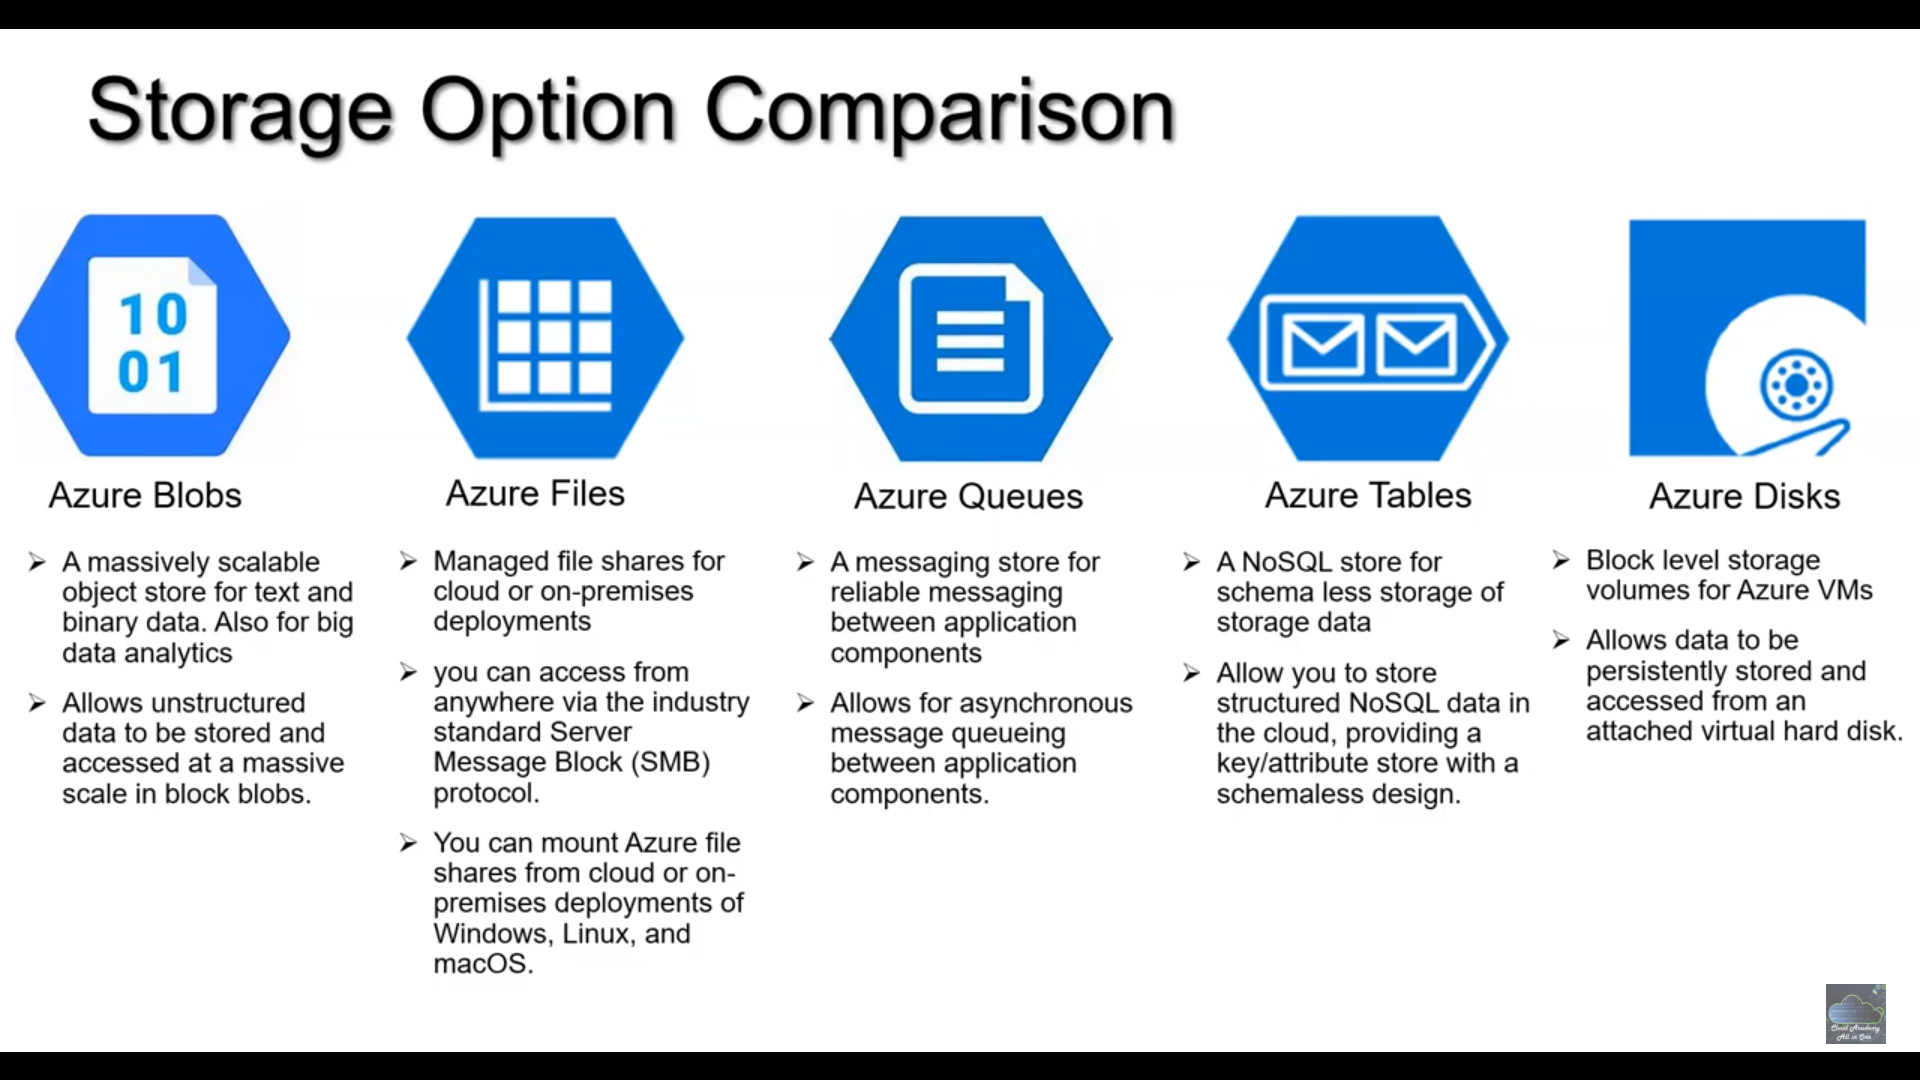 Storage Option Comparison
10
01
Azure Blobs
➢ A massively scalable
object store for text and
binary data. Also for big
data analytics
➢ Allows unstructured
data to be stored and
accessed at a massive
scale in block blobs.
Azure Files
➢ Managed file shares for
cloud or on-premises
deployments
➢ you can access from
anywhere via the industry
standard Server
Message Block (SMB)
protocol.
➢ You can mount Azure file
shares from cloud or on-
premises deployments of
Windows, Linux, and
macOS.
Azure Queues
➢ A messaging store for
reliable messaging
between application
components
➢ Allows for asynchronous
message queueing
between application
components.
Azure Tables
➢ A NoSQL store for
schema less storage of
storage data
➢ Allow you to store
structured NoSQL data in
the cloud, providing a
key/attribute store with a
schemaless design.
Azure Disks
➢ Block level storage
volumes for Azure VMs
➢ Allows data to be
persistently stored and
accessed from an
attached virtual hard disk.
Academy
All in One